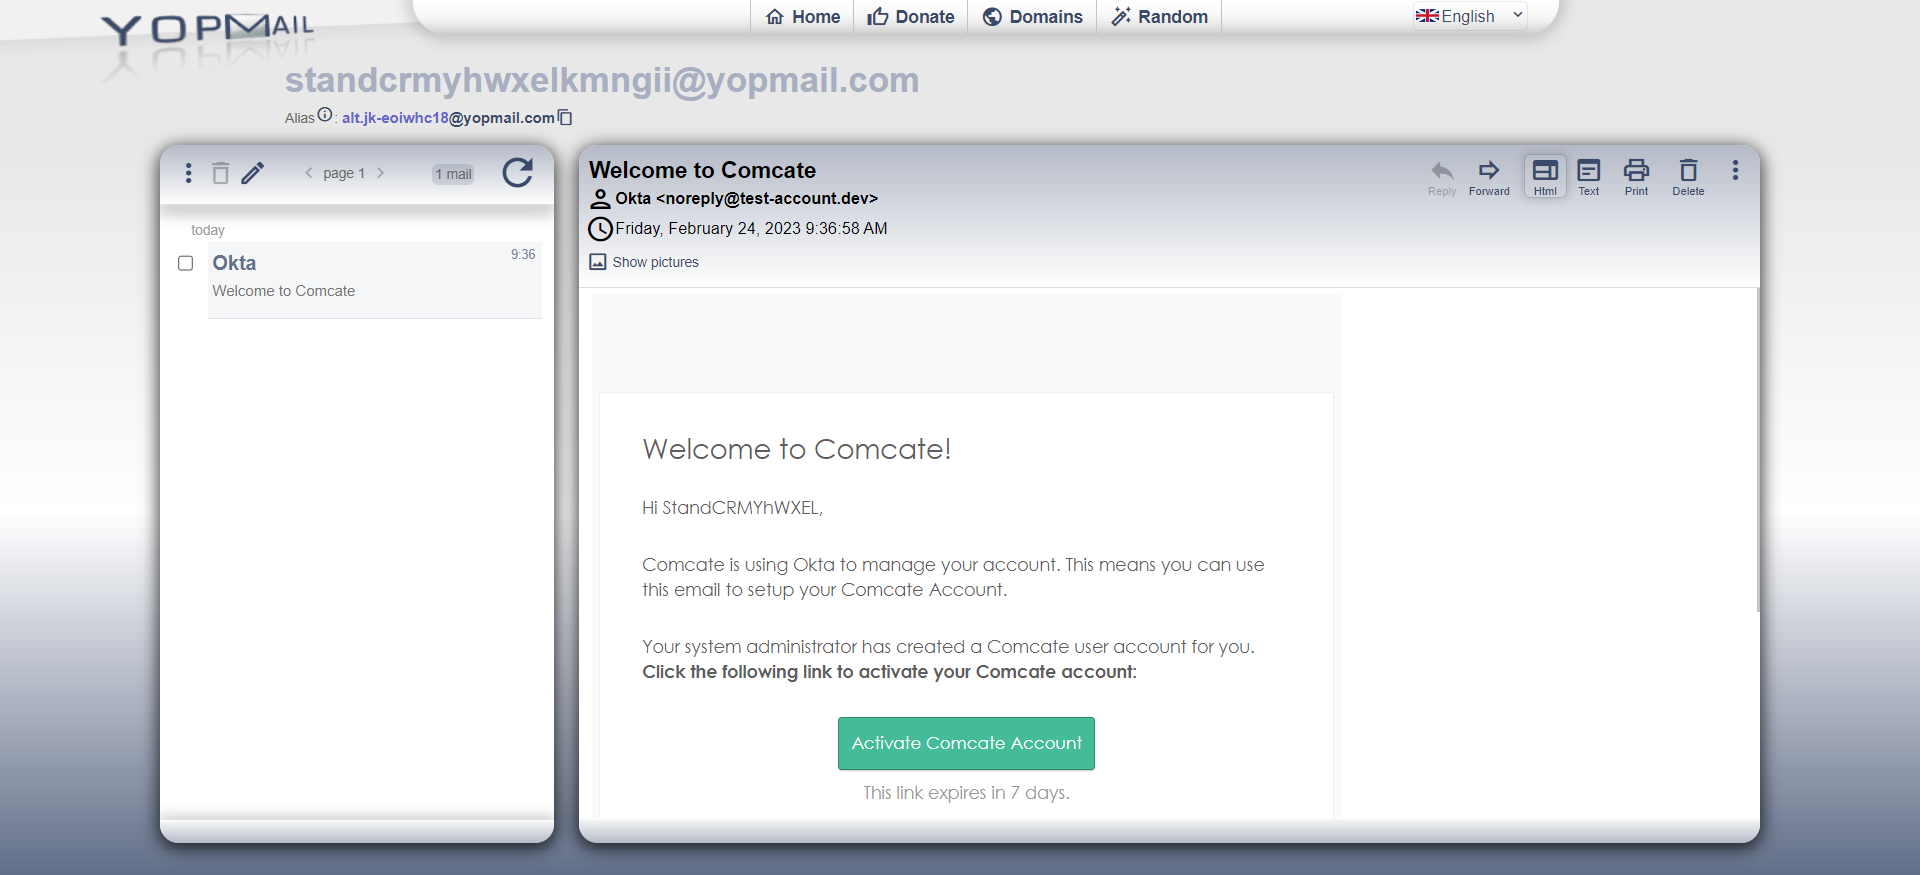 YOPMAIL
Home
Donate
Domains
Random
English
standcrmyhwxelkmngii@yopmail.com
Alias : alt.jk-eoiwhc18@yopmail.com
page 1
1 mail
today
Okta
9:36
Welcome to Comcate
Welcome to Comcate
Okta <noreply@test-account.dev>
Friday, February 24, 2023 9:36:58 AM
Show pictures
Reply
Forward
Html
Text
Print
Delete
Welcome to Comcate!
Hi StandCRMYhWXEL,
Comcate is using Okta to manage your account. This means you can use
this email to setup your Comcate Account.
Your system administrator has created a Comcate user account for you.
Click the following link to activate your Comcate account:
Activate Comcate Account
This link expires in 7 days.